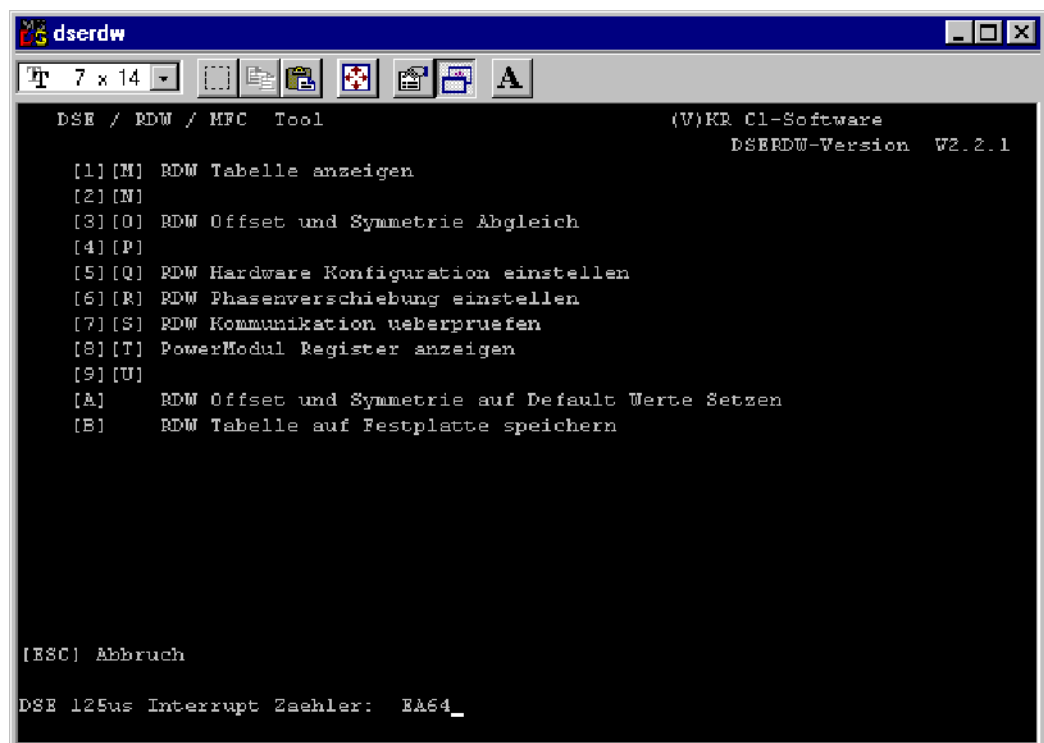 dserdw
7 x 14
A
DSE / RDW / MFC Tool (V)KR C1-Software
DSERDW-Version V2.2.1
[1][M] RDW Tabelle anzeigen
[2][N]
[3][O] RDW Offset und Symmetrie Abgleich
[4][P]
[5][Q] RDW Hardware Konfiguration einstellen
[6][R] RDW Phasenverschiebung einstellen
[7][S] RDW Kommunikation ueberpruefen
[8][T] PowerModul Register anzeigen
[9][U]
[A] RDW Offset und Symmetrie auf Default Werte Setzen
[B] RDW Tabelle auf Festplatte speichern
[ESC] Abbruch
DSE 125us Interrupt Zaehler: EA64_